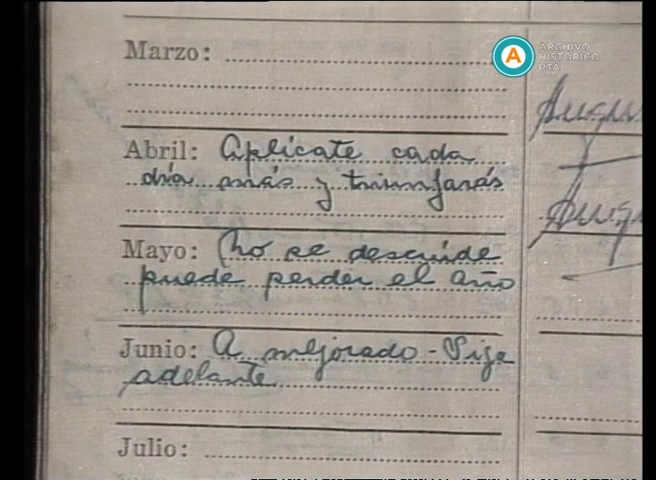 ARCHIVO
HISTÓRICO
RTA
Marzo:
Abril: Aplícate cada
día más y triunfarás
Mayo: No se descuide
puede perder el año
Junio: A mejorado - Siga
adelante
Julio: